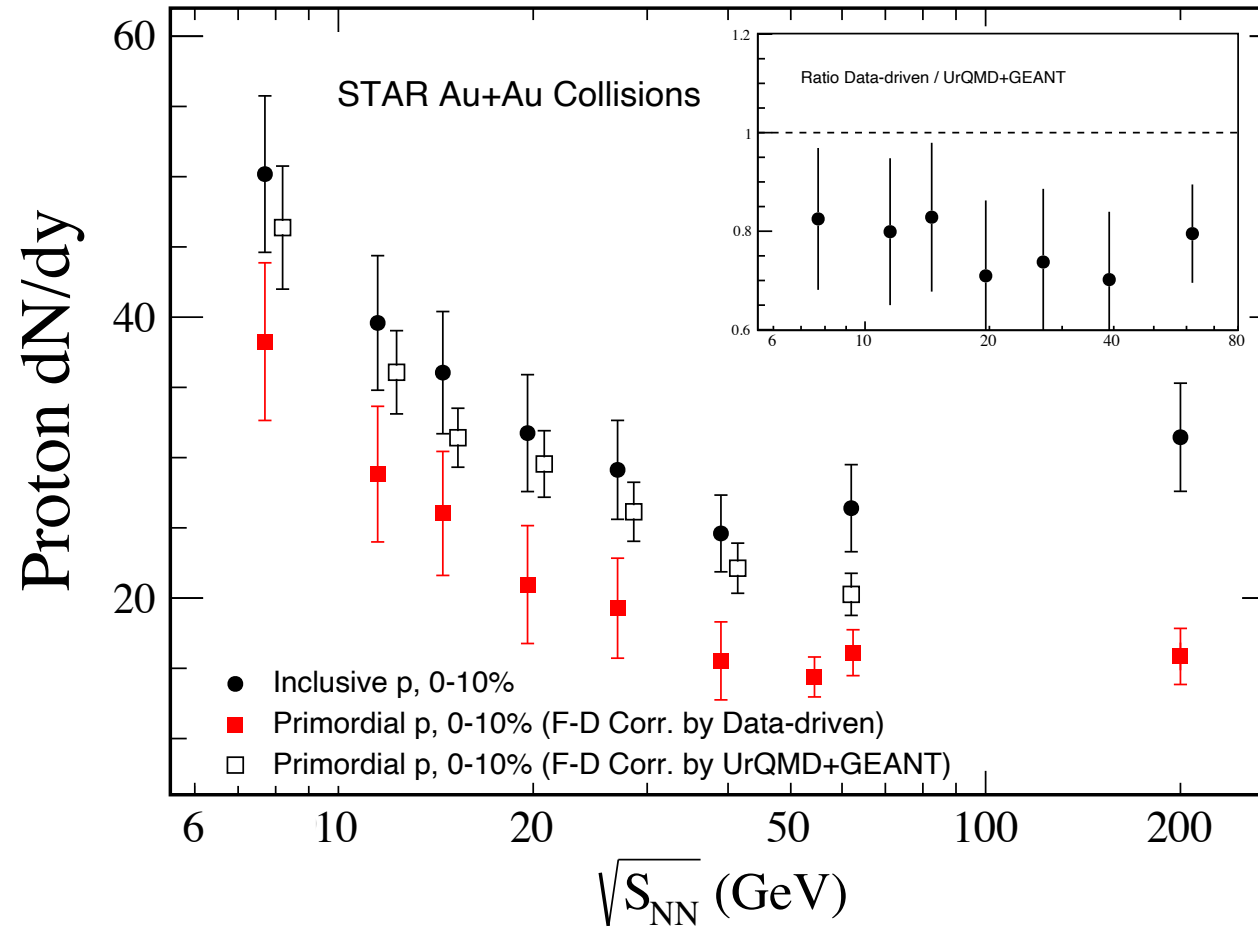 60
40
20
Proton dN/dy
STAR Au+Au Collisions
1.2
1
0.8
0.6
Ratio Data-driven / UrQMD+GEANT
6 10 20 40 80
Inclusive p, 0-10%
Primordial p, 0-10% (F-D Corr. by Data-driven)
Primordial p, 0-10% (F-D Corr. by UrQMD+GEANT)
6 10 20 50 100 200
√S_NN (GeV)